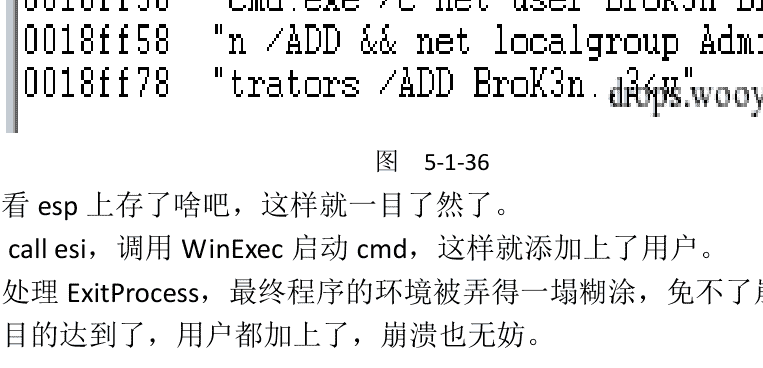 0018ff58 "n /ADD && net localgroup Admi
0018ff78 "trators /ADD BroK3n.
drops.wooy
图 5-1-36
看 esp 上存了啥吧，这样就一目了然了。
call esi，调用 WinExec 启动 cmd，这样就添加上了用户。
处理 ExitProcess，最终程序的环境被弄得一塌糊涂，免不了
目的达到了，用户都加上了，崩溃也无妨。